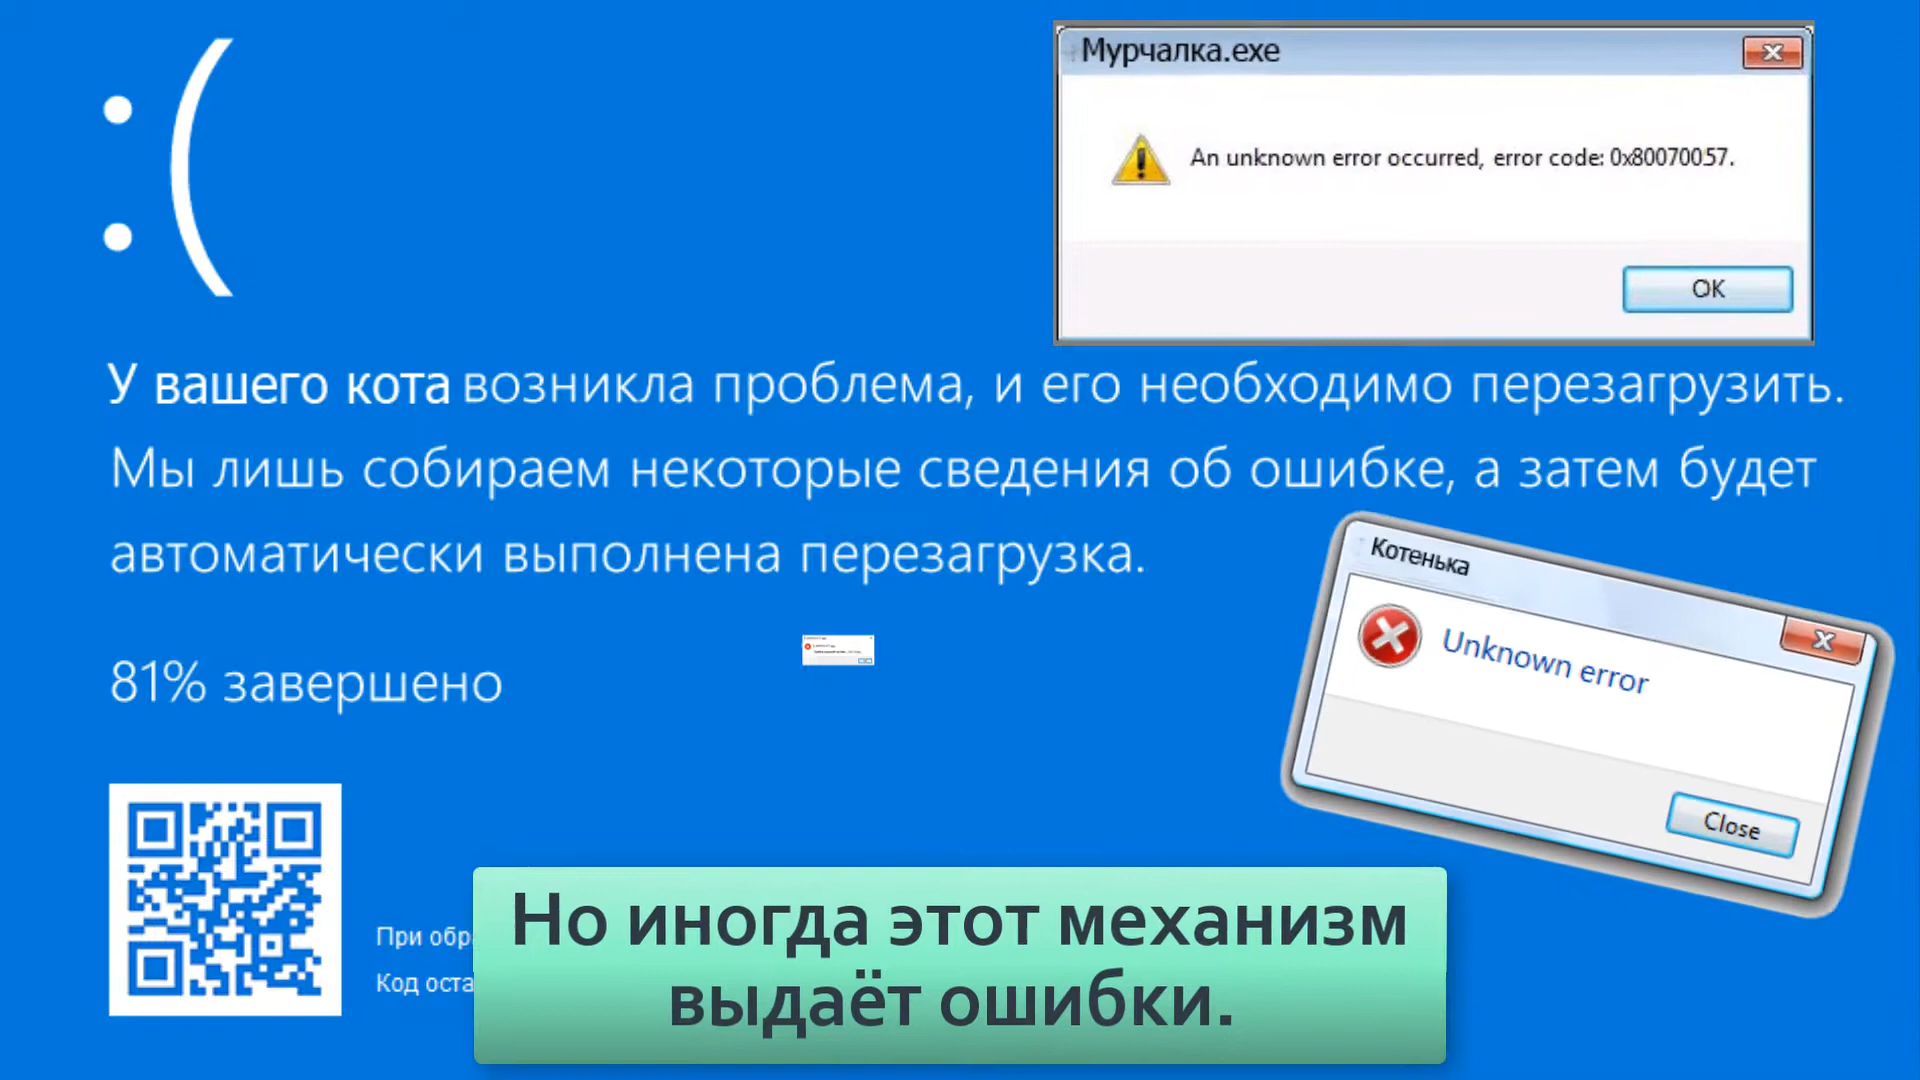 :(
Мурчалка.exe
An unknown error occurred, error code: 0x80070057.
OK
У вашего кота возникла проблема, и его необходимо перезагрузить.
Мы лишь собираем некоторые сведения об ошибке, а затем будет
автоматически выполнена перезагрузка.
81% завершено
Котенька
Unknown error
Close
При
Код
Но иногда этот механизм
выдаёт ошибки.